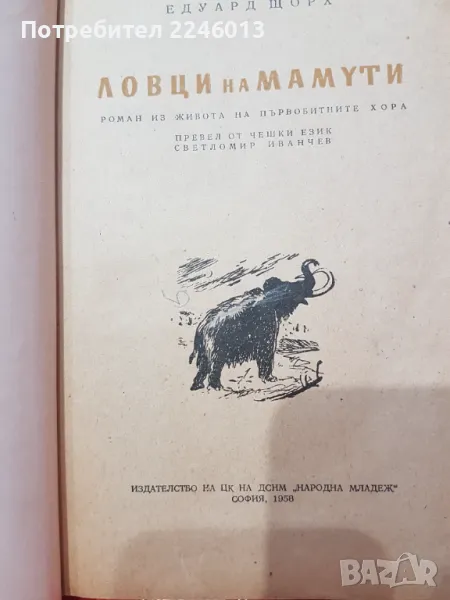 ЕДУАРД ЩОРХ
Потребител 2246013
ЛОВЦИ НА МАМУТИ
РОМАН ИЗ ЖИВОТА НА ПЪРВОБИТНИТЕ ХОРА
ПРЕВЕЛ ОТ ЧЕШКИ ЕЗИК
СВЕТЛОМИР ИВАНЧЕВ
ИЗДАТЕЛСТВО НА ЦК НА ДСНМ „НАРОДНА МЛАДЕЖ“
СОФИЯ, 1958
BAZAR